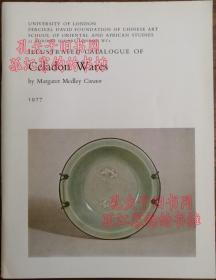 UNIVERSITY OF LONDON
PERCIVAL DAVID FOUNDATION OF CHINESE ART
SCHOOL OF ORIENTAL AND AFRICAN STUDIES
ILLUSTRATED CATALOGUE OF
Celadon Wares
by Margaret Medley Curator
1977
孔夫子旧书网
孔夫子旧书网